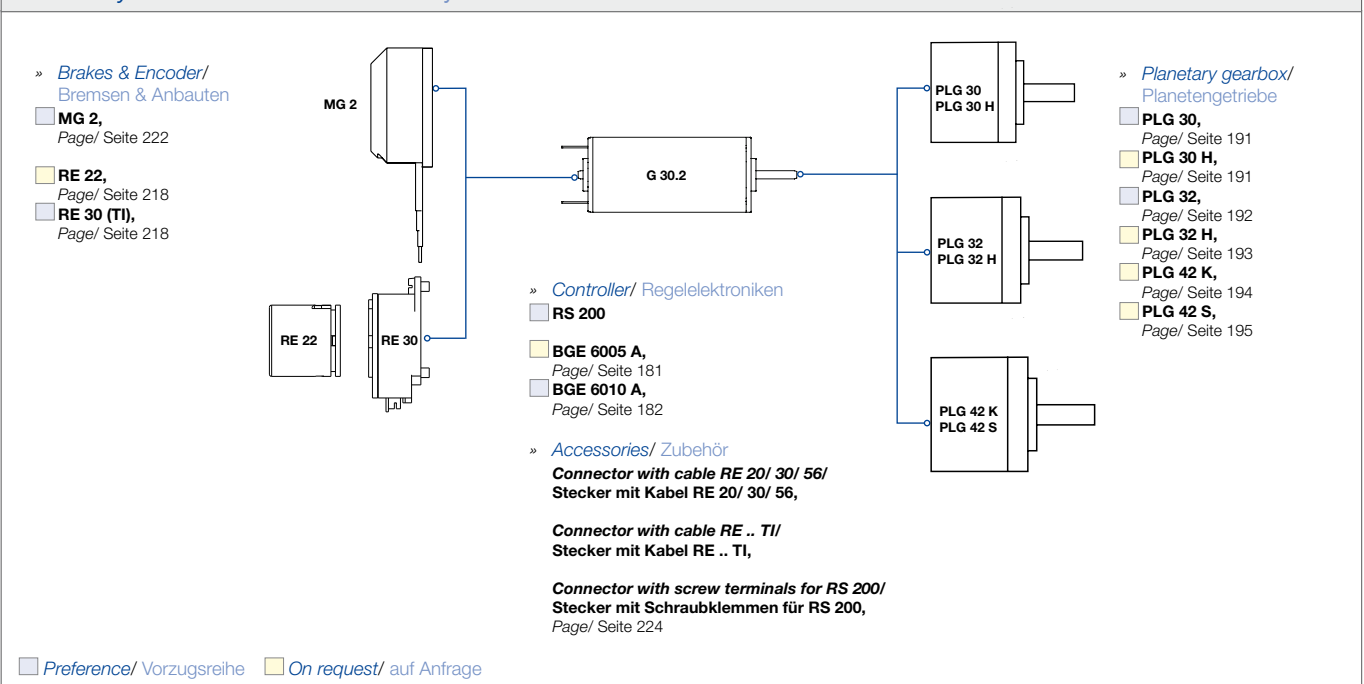 » Brakes & Encoder/
Bremsen & Anbauten
MG 2,
Page/ Seite 222
RE 22,
Page/ Seite 218
RE 30 (TI),
Page/ Seite 218
MG 2
RE 22
RE 30
G 30.2
» Controller/ Regelelektroniken
RS 200
BGE 6005 A,
Page/ Seite 181
BGE 6010 A,
Page/ Seite 182
» Accessories/ Zubehör
Connector with cable RE 20/ 30/ 56/
Stecker mit Kabel RE 20/ 30/ 56,
Connector with cable RE .. TI/
Stecker mit Kabel RE .. TI,
Connector with screw terminals for RS 200/
Stecker mit Schraubklemmen für RS 200,
Page/ Seite 224
PLG 30
PLG 30 H
PLG 32
PLG 32 H
PLG 42 K
PLG 42 S
» Planetary gearbox/
Planetengetriebe
PLG 30,
Page/ Seite 191
PLG 30 H,
Page/ Seite 191
PLG 32,
Page/ Seite 192
PLG 32 H,
Page/ Seite 193
PLG 42 K,
Page/ Seite 194
PLG 42 S,
Page/ Seite 195
Preference/ Vorzugsreihe On request/ auf Anfrage